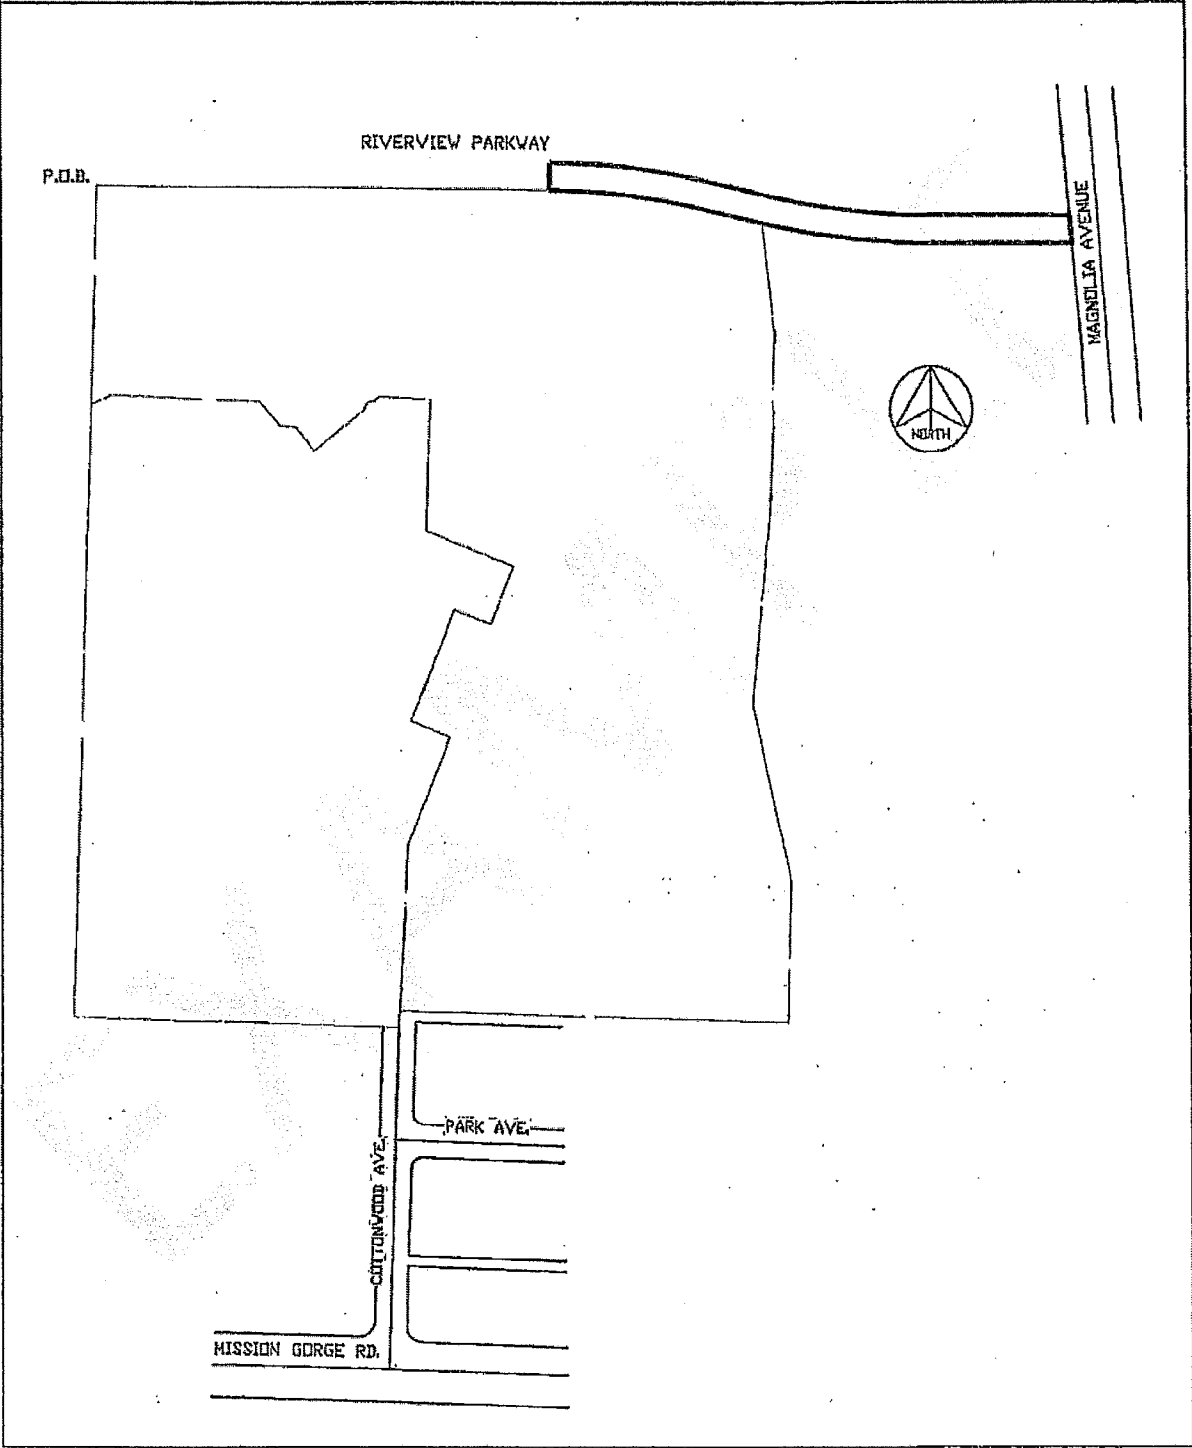 RIVERVIEW PARKWAY
P.O.B.
MAGNOLIA AVENUE
NORTH
PARK AVE.
COTTONWOOD AVE.
MISSION GORGE RD.